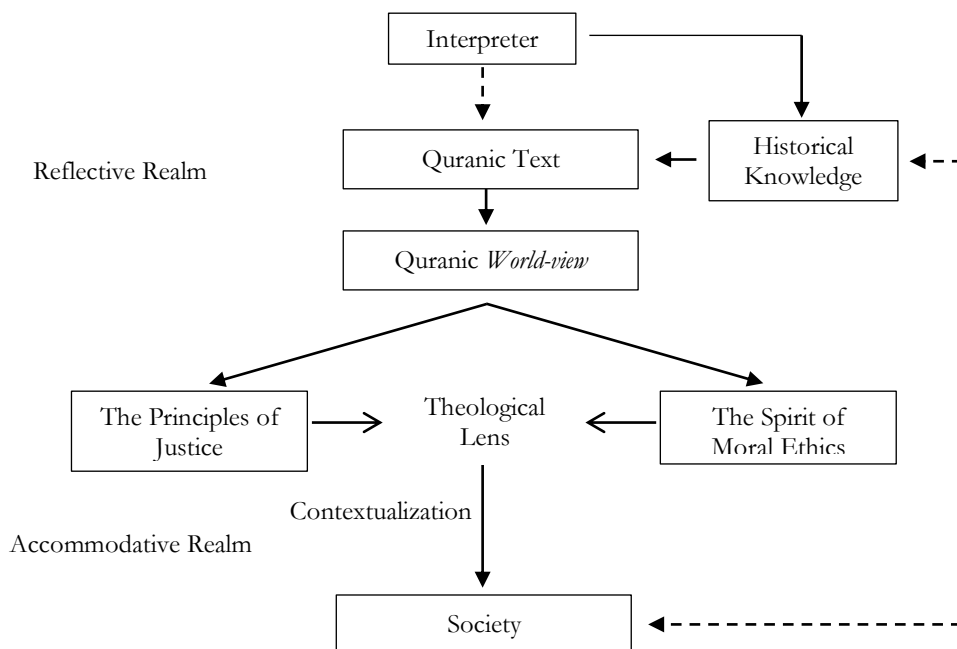 Interpreter
Quranic Text
Historical
Knowledge
Reflective Realm
Quranic World-view
The Principles of
Justice
Theological
Lens
The Spirit of
Moral Ethics
Contextualization
Accommodative Realm
Society